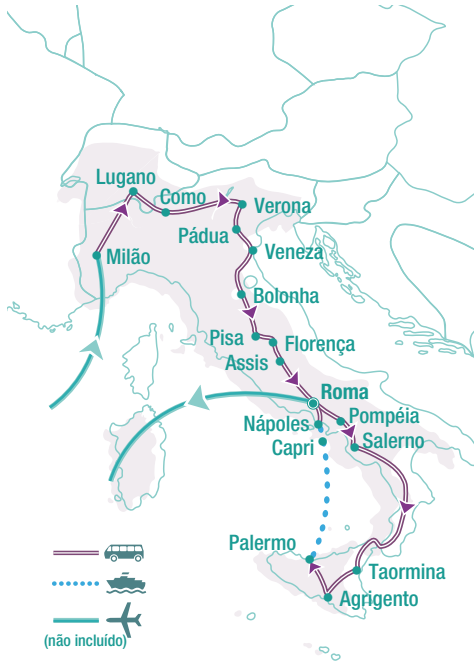 Lugano
Como
Verona
Pádua
Veneza
Milão
Bolonha
Pisa
Florença
Assis
Roma
Pompéia
Nápoles
Salerno
Capri
Palermo
Taormina
Agrigento
(não incluído)